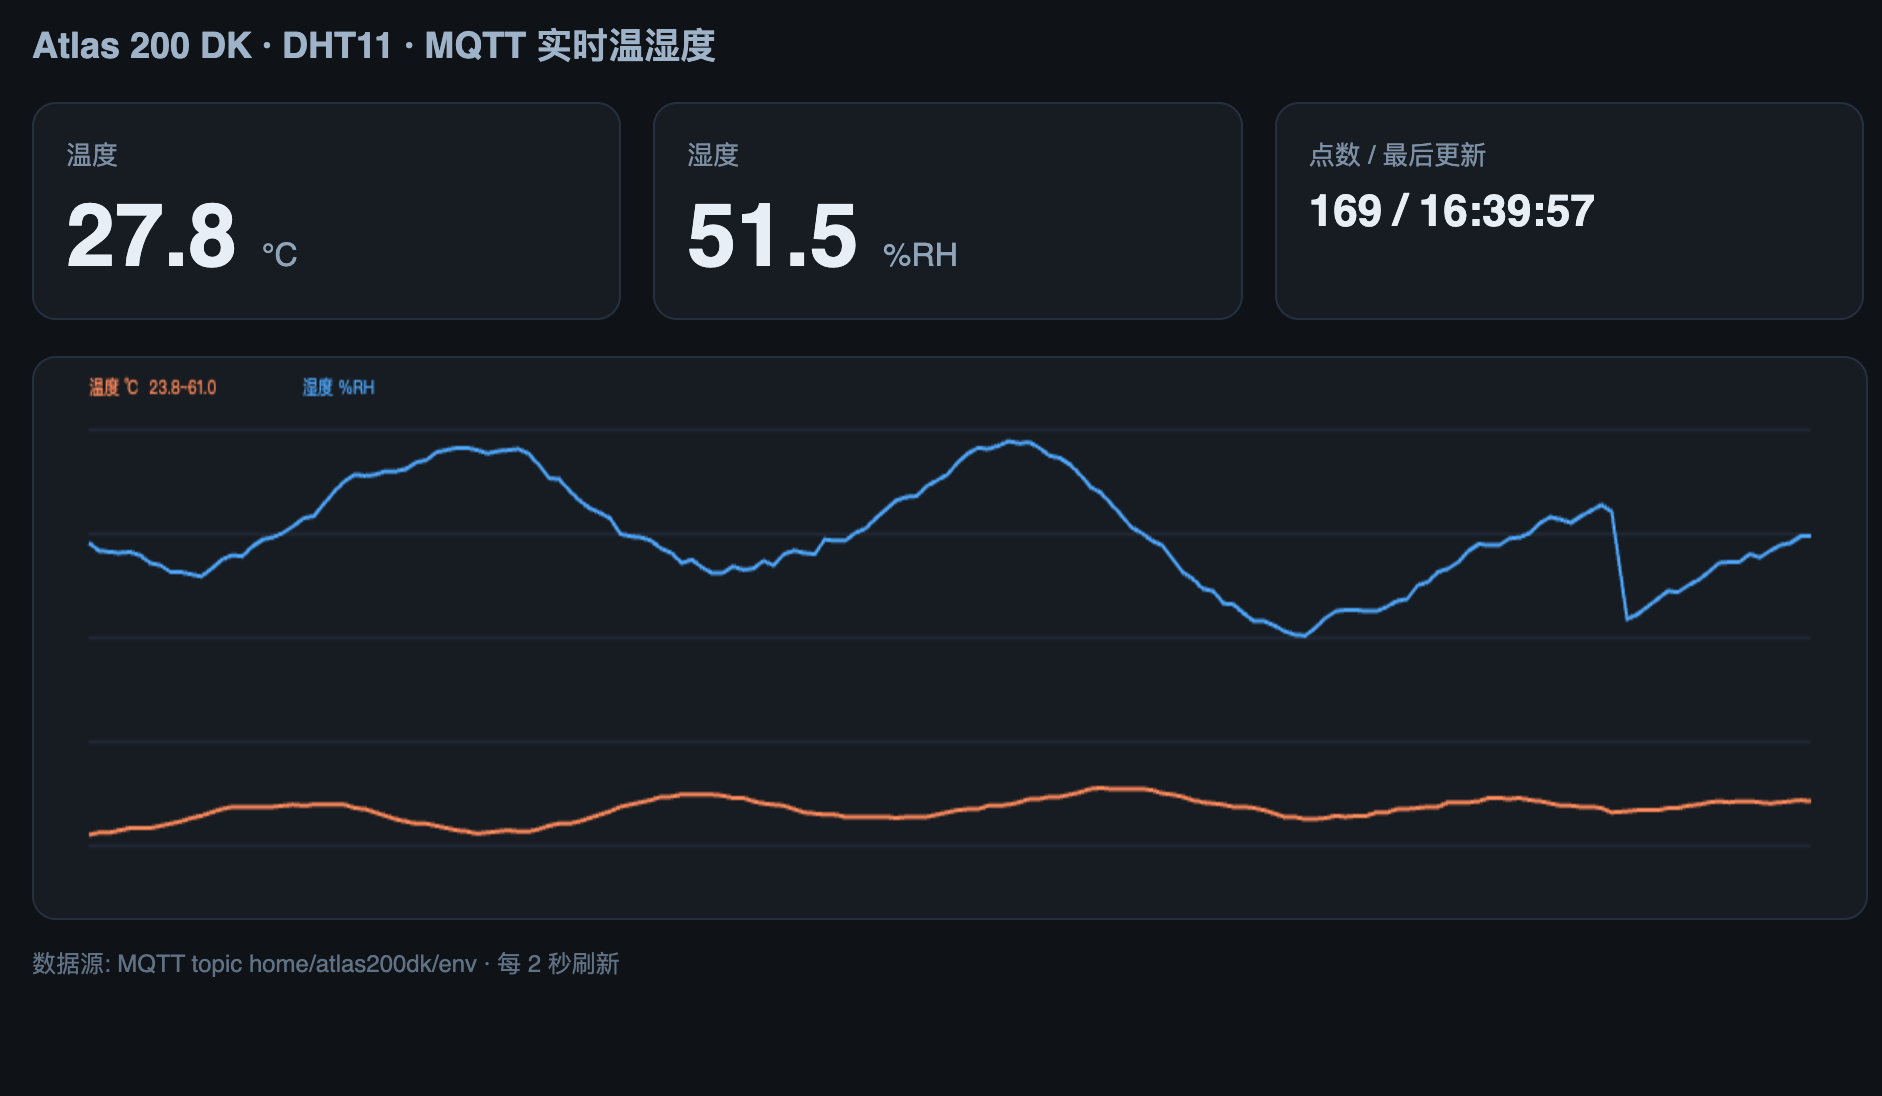 Atlas 200 DK · DHT11 · MQTT 实时温湿度
温度
27.8 °C
湿度
51.5 %RH
点数 / 最后更新
169 / 16:39:57
温度 ℃ 23.8~61.0
湿度 %RH
数据源: MQTT topic home/atlas200dk/env · 每 2 秒刷新